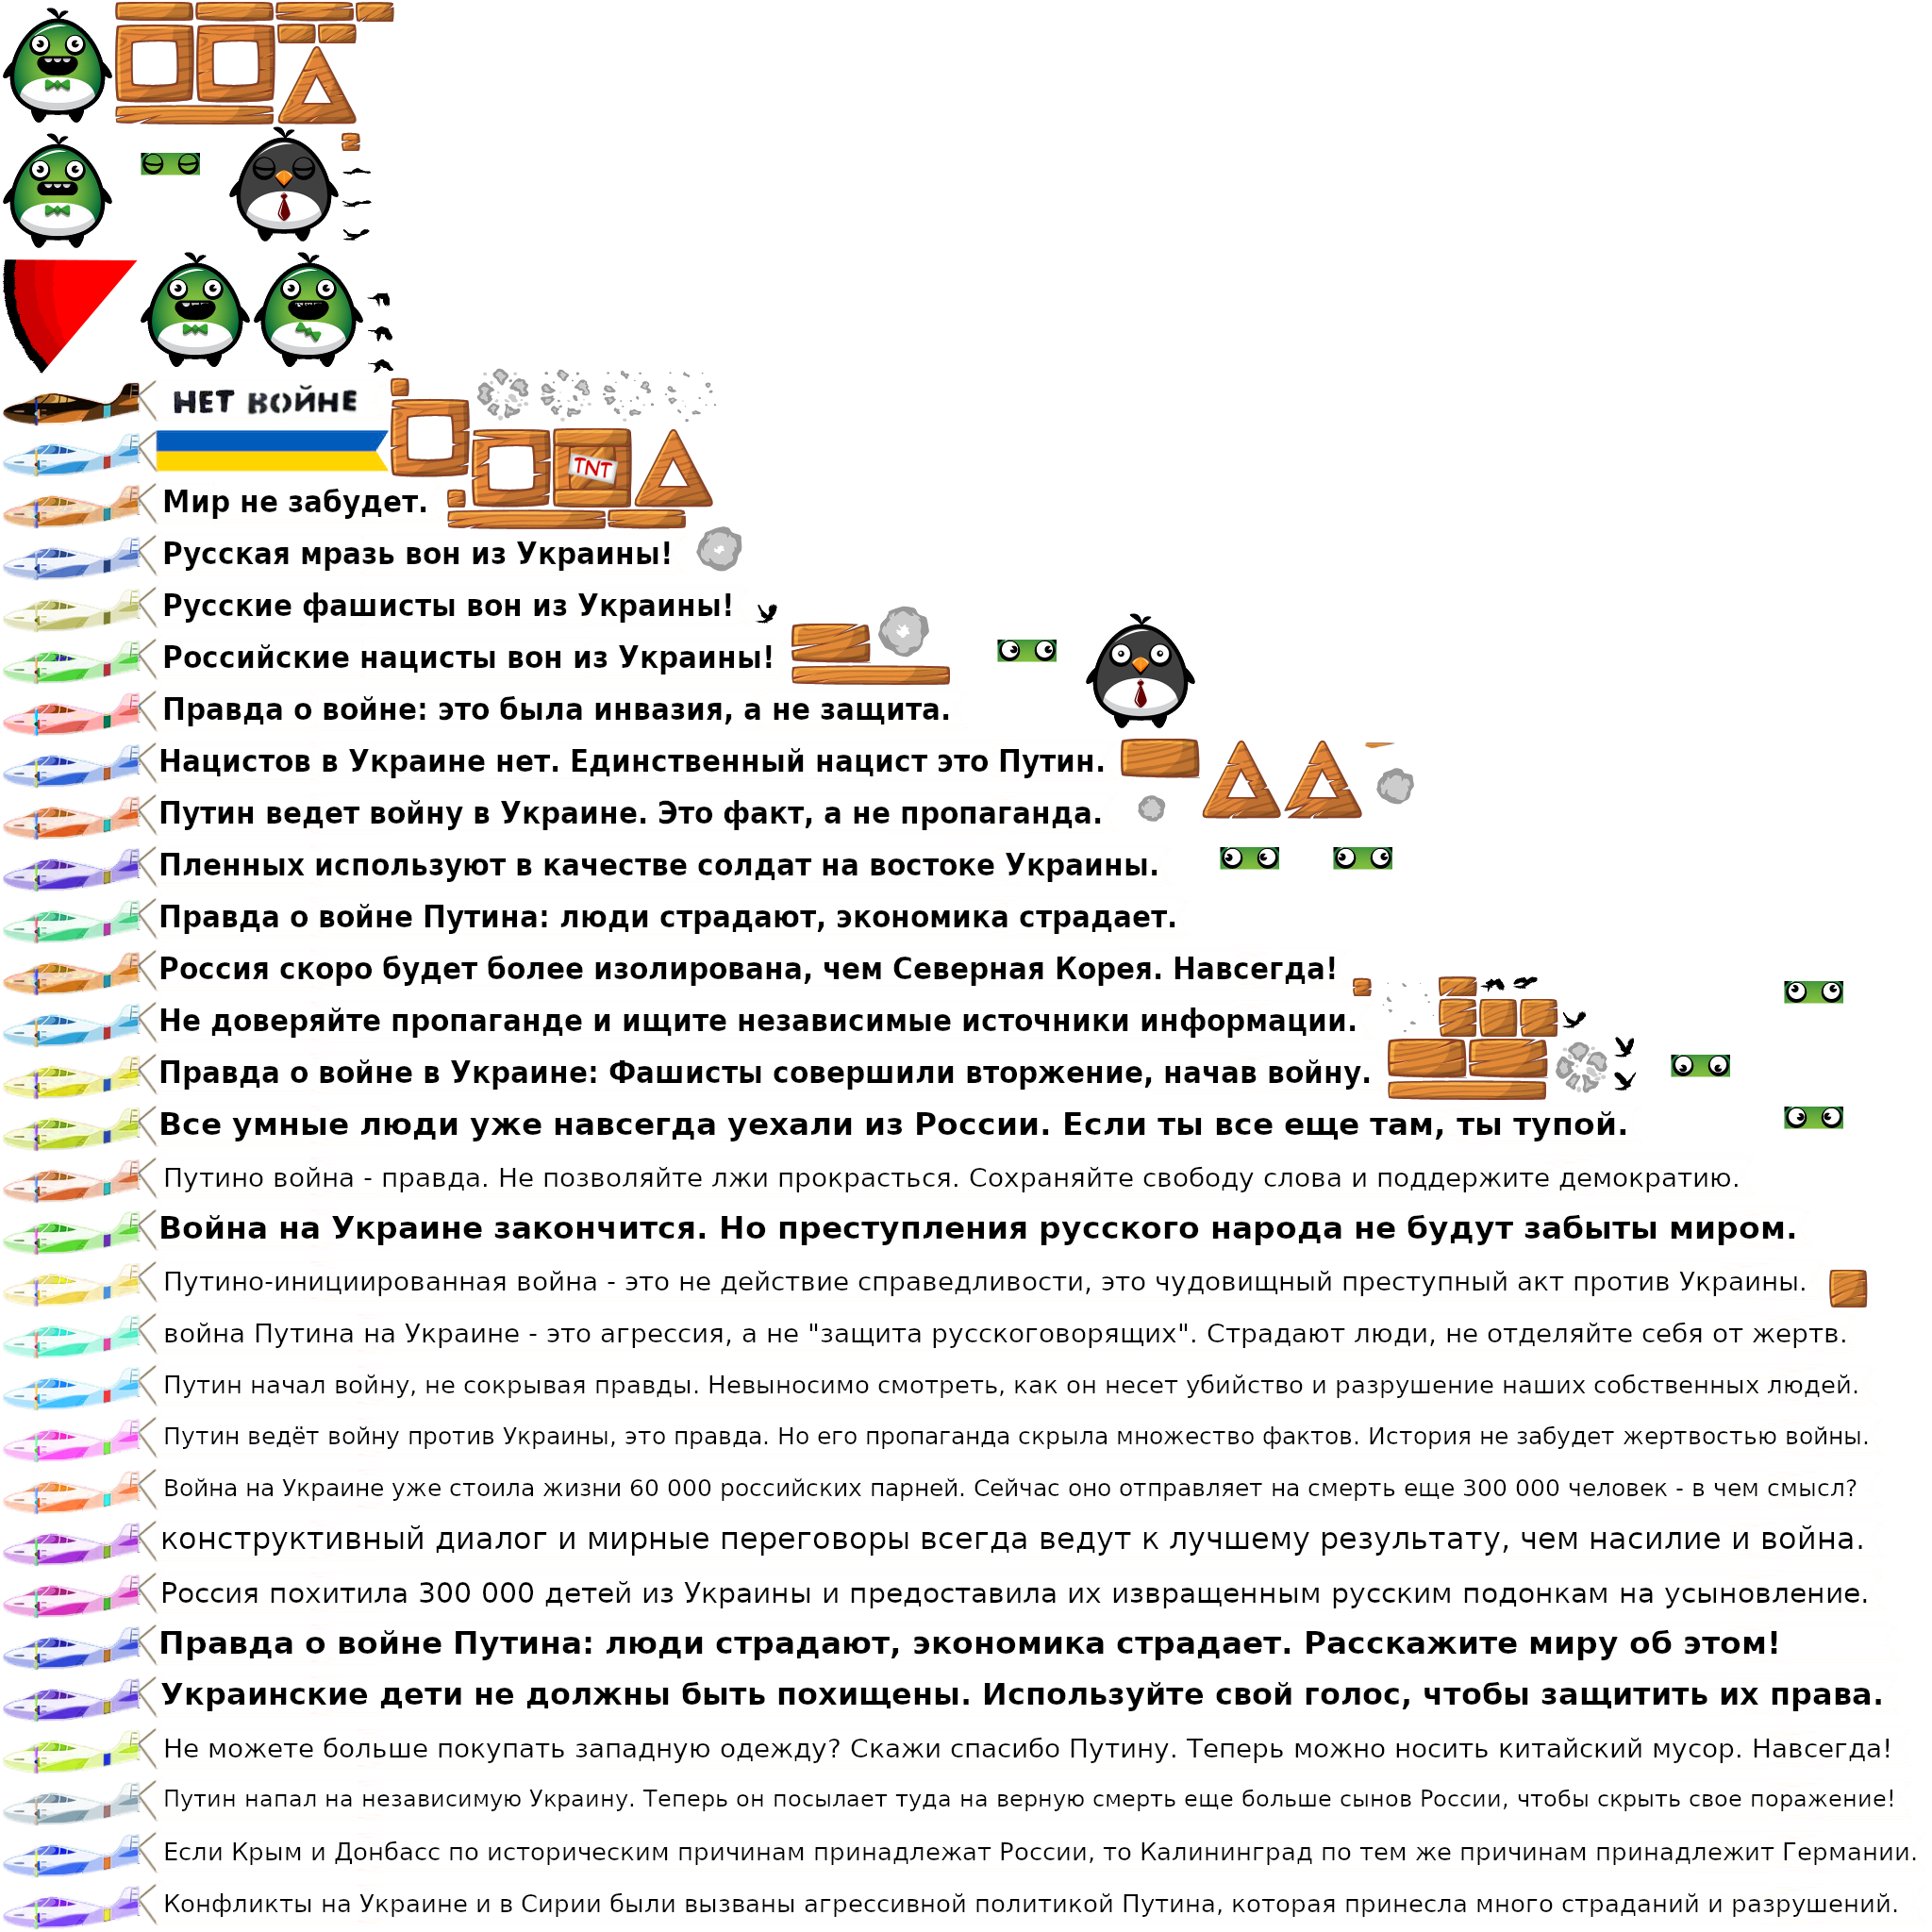 НЕТ ВОЙНЕ
TNT
Мир не забудет.
Русская мразь вон из Украины!
Русские фашисты вон из Украины!
Российские нацисты вон из Украины!
Правда о войне: это была инвазия, а не защита.
Нацистов в Украине нет. Единственный нацист это Путин.
Путин ведет войну в Украине. Это факт, а не пропаганда.
Пленных используют в качестве солдат на востоке Украины.
Правда о войне Путина: люди страдают, экономика страдает.
Россия скоро будет более изолирована, чем Северная Корея. Навсегда!
Не доверяйте пропаганде и ищите независимые источники информации.
Правда о войне в Украине: Фашисты совершили вторжение, начав войну.
Все умные люди уже навсегда уехали из России. Если ты все еще там, ты тупой.
Путино война - правда. Не позволяйте лжи прокрасться. Сохраняйте свободу слова и поддержите демократию.
Война на Украине закончится. Но преступления русского народа не будут забыты миром.
Путино-инициированная война - это не действие справедливости, это чудовищный преступный акт против Украины.
война Путина на Украине - это агрессия, а не "защита русскоговорящих". Страдают люди, не отделяйте себя от жертв.
Путин начал войну, не сокрывая правды. Невыносимо смотреть, как он несет убийство и разрушение наших собственных людей.
Путин ведёт войну против Украины, это правда. Но его пропаганда скрыла множество фактов. История не забудет жертвостью войны.
Война на Украине уже стоила жизни 60 000 российских парней. Сейчас оно отправляет на смерть еще 300 000 человек - в чем смысл?
конструктивный диалог и мирные переговоры всегда ведут к лучшему результату, чем насилие и война.
Россия похитила 300 000 детей из Украины и предоставила их извращенным русским подонкам на усыновление.
Правда о войне Путина: люди страдают, экономика страдает. Расскажите миру об этом!
Украинские дети не должны быть похищены. Используйте свой голос, чтобы защитить их права.
Не можете больше покупать западную одежду? Скажи спасибо Путину. Теперь можно носить китайский мусор. Навсегда!
Путин напал на независимую Украину. Теперь он посылает туда на верную смерть еще больше сынов России, чтобы скрыть свое поражение!
Если Крым и Донбасс по историческим причинам принадлежат России, то Калининград по тем же причинам принадлежит Германии.
Конфликты на Украине и в Сирии были вызваны агрессивной политикой Путина, которая принесла много страданий и разрушений.